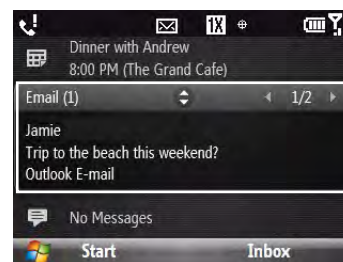 1X
Dinner with Andrew
8:00 PM (The Grand Cafe)
Email (1) 1/2
Jamie
Trip to the beach this weekend?
Outlook E-mail
No Messages
Start Inbox